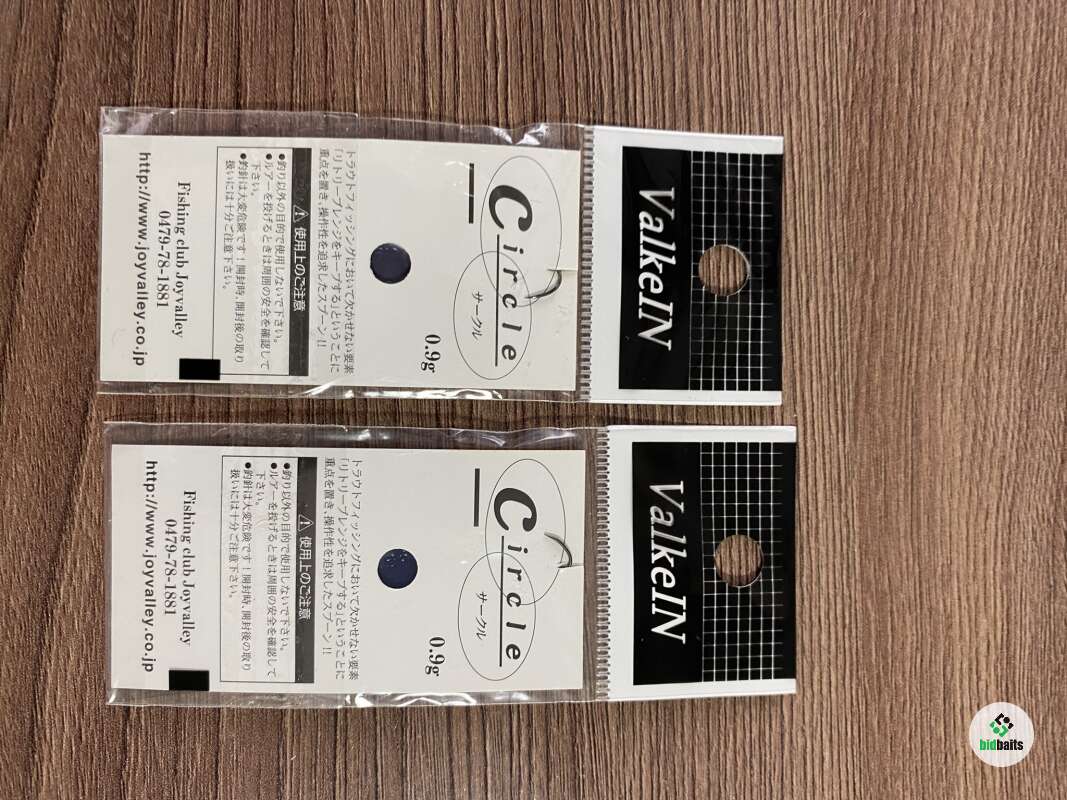 ValkeIN
Circle
サークル
0.9g
トラウトフィッシングにおいて欠かせない要素
「リトリーブレンジをキープする」ということに
重点を置き、操作性を追求したスプーン!!
⚠ 使用上のご注意
●釣り以外の目的で使用しないで下さい。
●ルアーを投げるときは周囲の安全を確認して
下さい。
●釣針は大変危険です!開封時、開封後の取り
扱いには十分ご注意下さい。
Fishing club Joyvalley
0479-78-1881
http://www.joyvalley.co.jp
ValkeIN
Circle
サークル
0.9g
トラウトフィッシングにおいて欠かせない要素
「リトリーブレンジをキープする」ということに
重点を置き、操作性を追求したスプーン!!
⚠ 使用上のご注意
●釣り以外の目的で使用しないで下さい。
●ルアーを投げるときは周囲の安全を確認して
下さい。
●釣針は大変危険です!開封時、開封後の取り
扱いには十分ご注意下さい。
Fishing club Joyvalley
0479-78-1881
http://www.joyvalley.co.jp
bidbaits